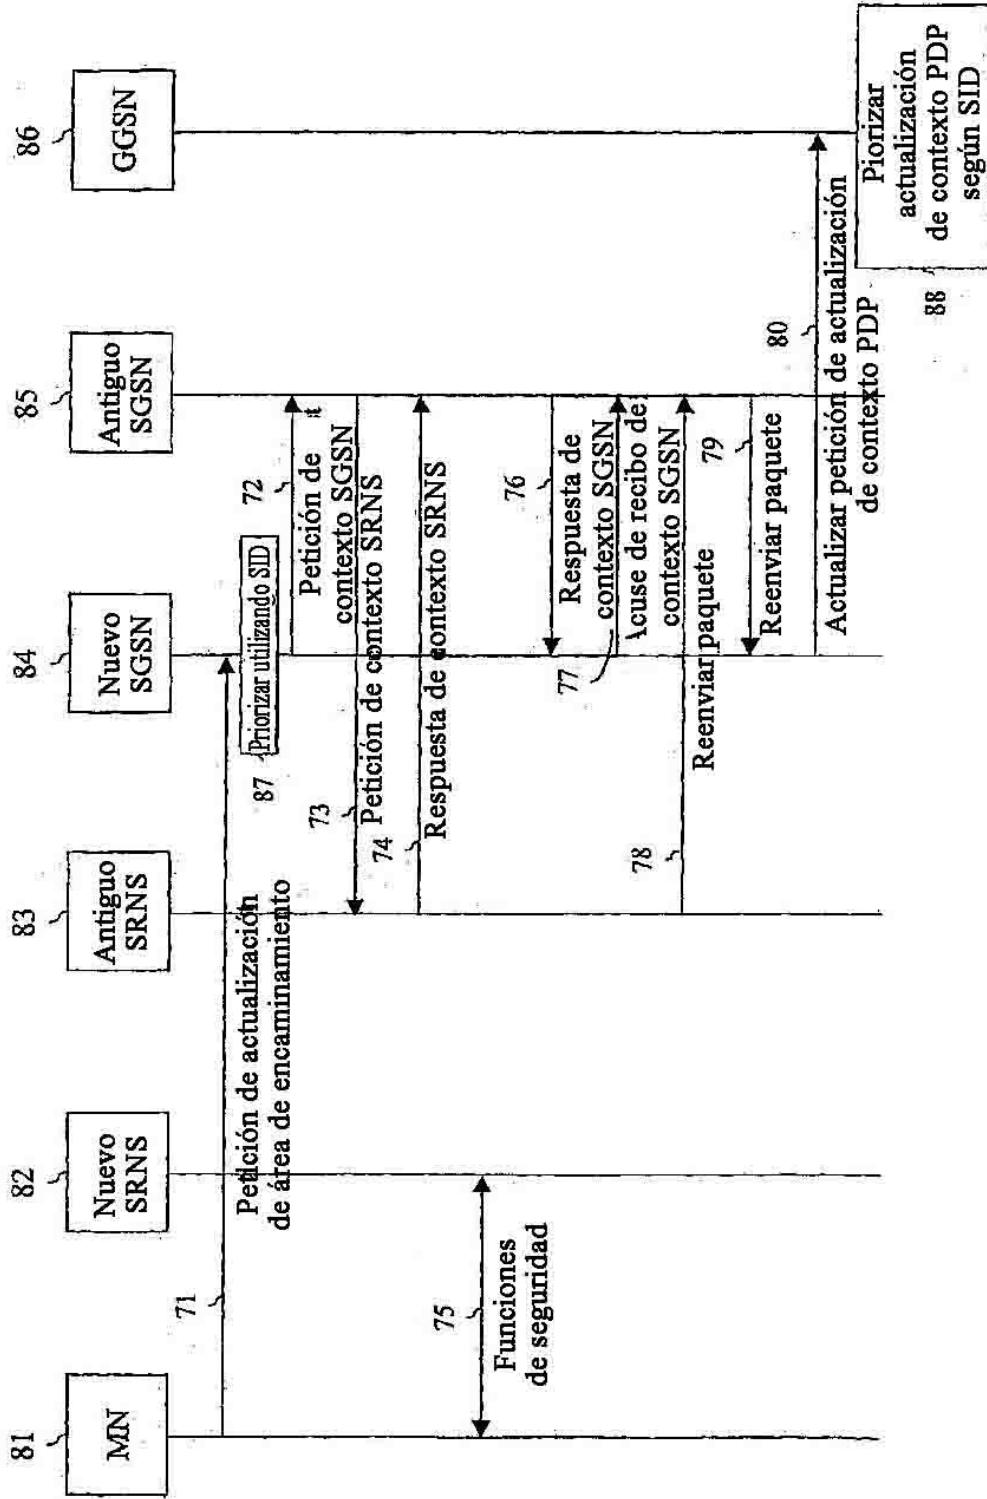 81
MN
82
Nuevo
SRNS
83
Antiguo
SRNS
84
Nuevo
SGSN
85
Antiguo
SGSN
86
GGSN
71
Petición de actualización
de área de encaminamiento
87
Priorizar utilizando SID
72
Petición de
contexto SGSN
73
Petición de contexto SRNS
74
Respuesta de contexto SRNS
75
Funciones
de seguridad
76
Respuesta de
contexto SGSN
77
Acuse de recibo de
contexto SGSN
78
Reenviar paquete
79
Reenviar paquete
80
Actualizar petición de actualización
de contexto PDP
88
Piorizar
actualización
de contexto PDP
según SID